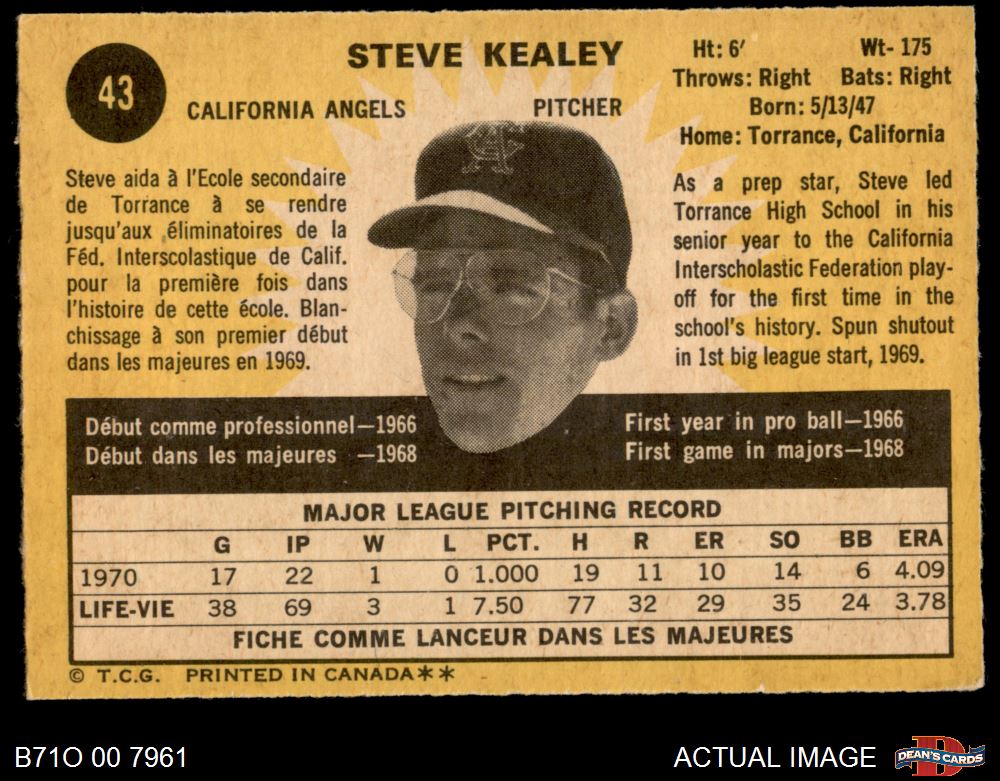 43
STEVE KEALEY
CALIFORNIA ANGELS PITCHER
Ht: 6′ Wt- 175
Throws: Right Bats: Right
Born: 5/13/47
Home: Torrance, California
CA
Steve aida à l'Ecole secondaire
de Torrance à se rendre
jusqu'aux éliminatoires de la
Féd. Interscolastique de Calif.
pour la première fois dans
l'histoire de cette école. Blan-
chissage à son premier début
dans les majeures en 1969.
As a prep star, Steve led
Torrance High School in his
senior year to the California
Interscholastic Federation play-
off for the first time in the
school's history. Spun shutout
in 1st big league start, 1969.
Début comme professionnel—1966
Début dans les majeures —1968
First year in pro ball—1966
First game in majors—1968
MAJOR LEAGUE PITCHING RECORD
G IP W L PCT. H R ER SO BB ERA
1970 17 22 1 0 1.000 19 11 10 14 6 4.09
LIFE-VIE 38 69 3 1 7.50 77 32 29 35 24 3.78
FICHE COMME LANCEUR DANS LES MAJEURES
© T.C.G. PRINTED IN CANADA**
B71O 00 7961
ACTUAL IMAGE
D
DEAN'S CARDS